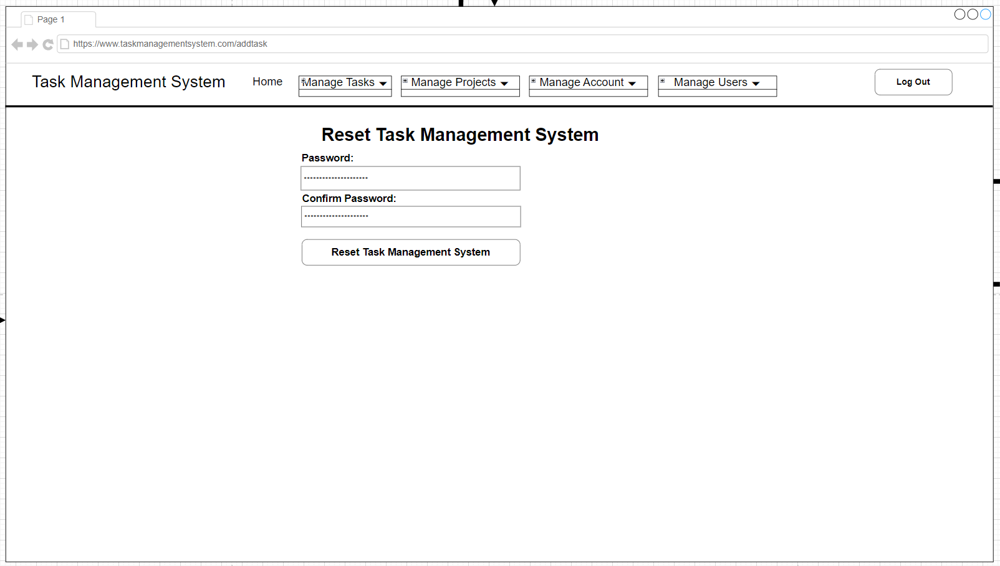 Page 1
https://www.taskmanagementsystem.com/addtask
Task Management System Home Manage Tasks Manage Projects Manage Account Manage Users Log Out
Reset Task Management System
Password:
•••••••••••••••••••••
Confirm Password:
•••••••••••••••••••••
Reset Task Management System